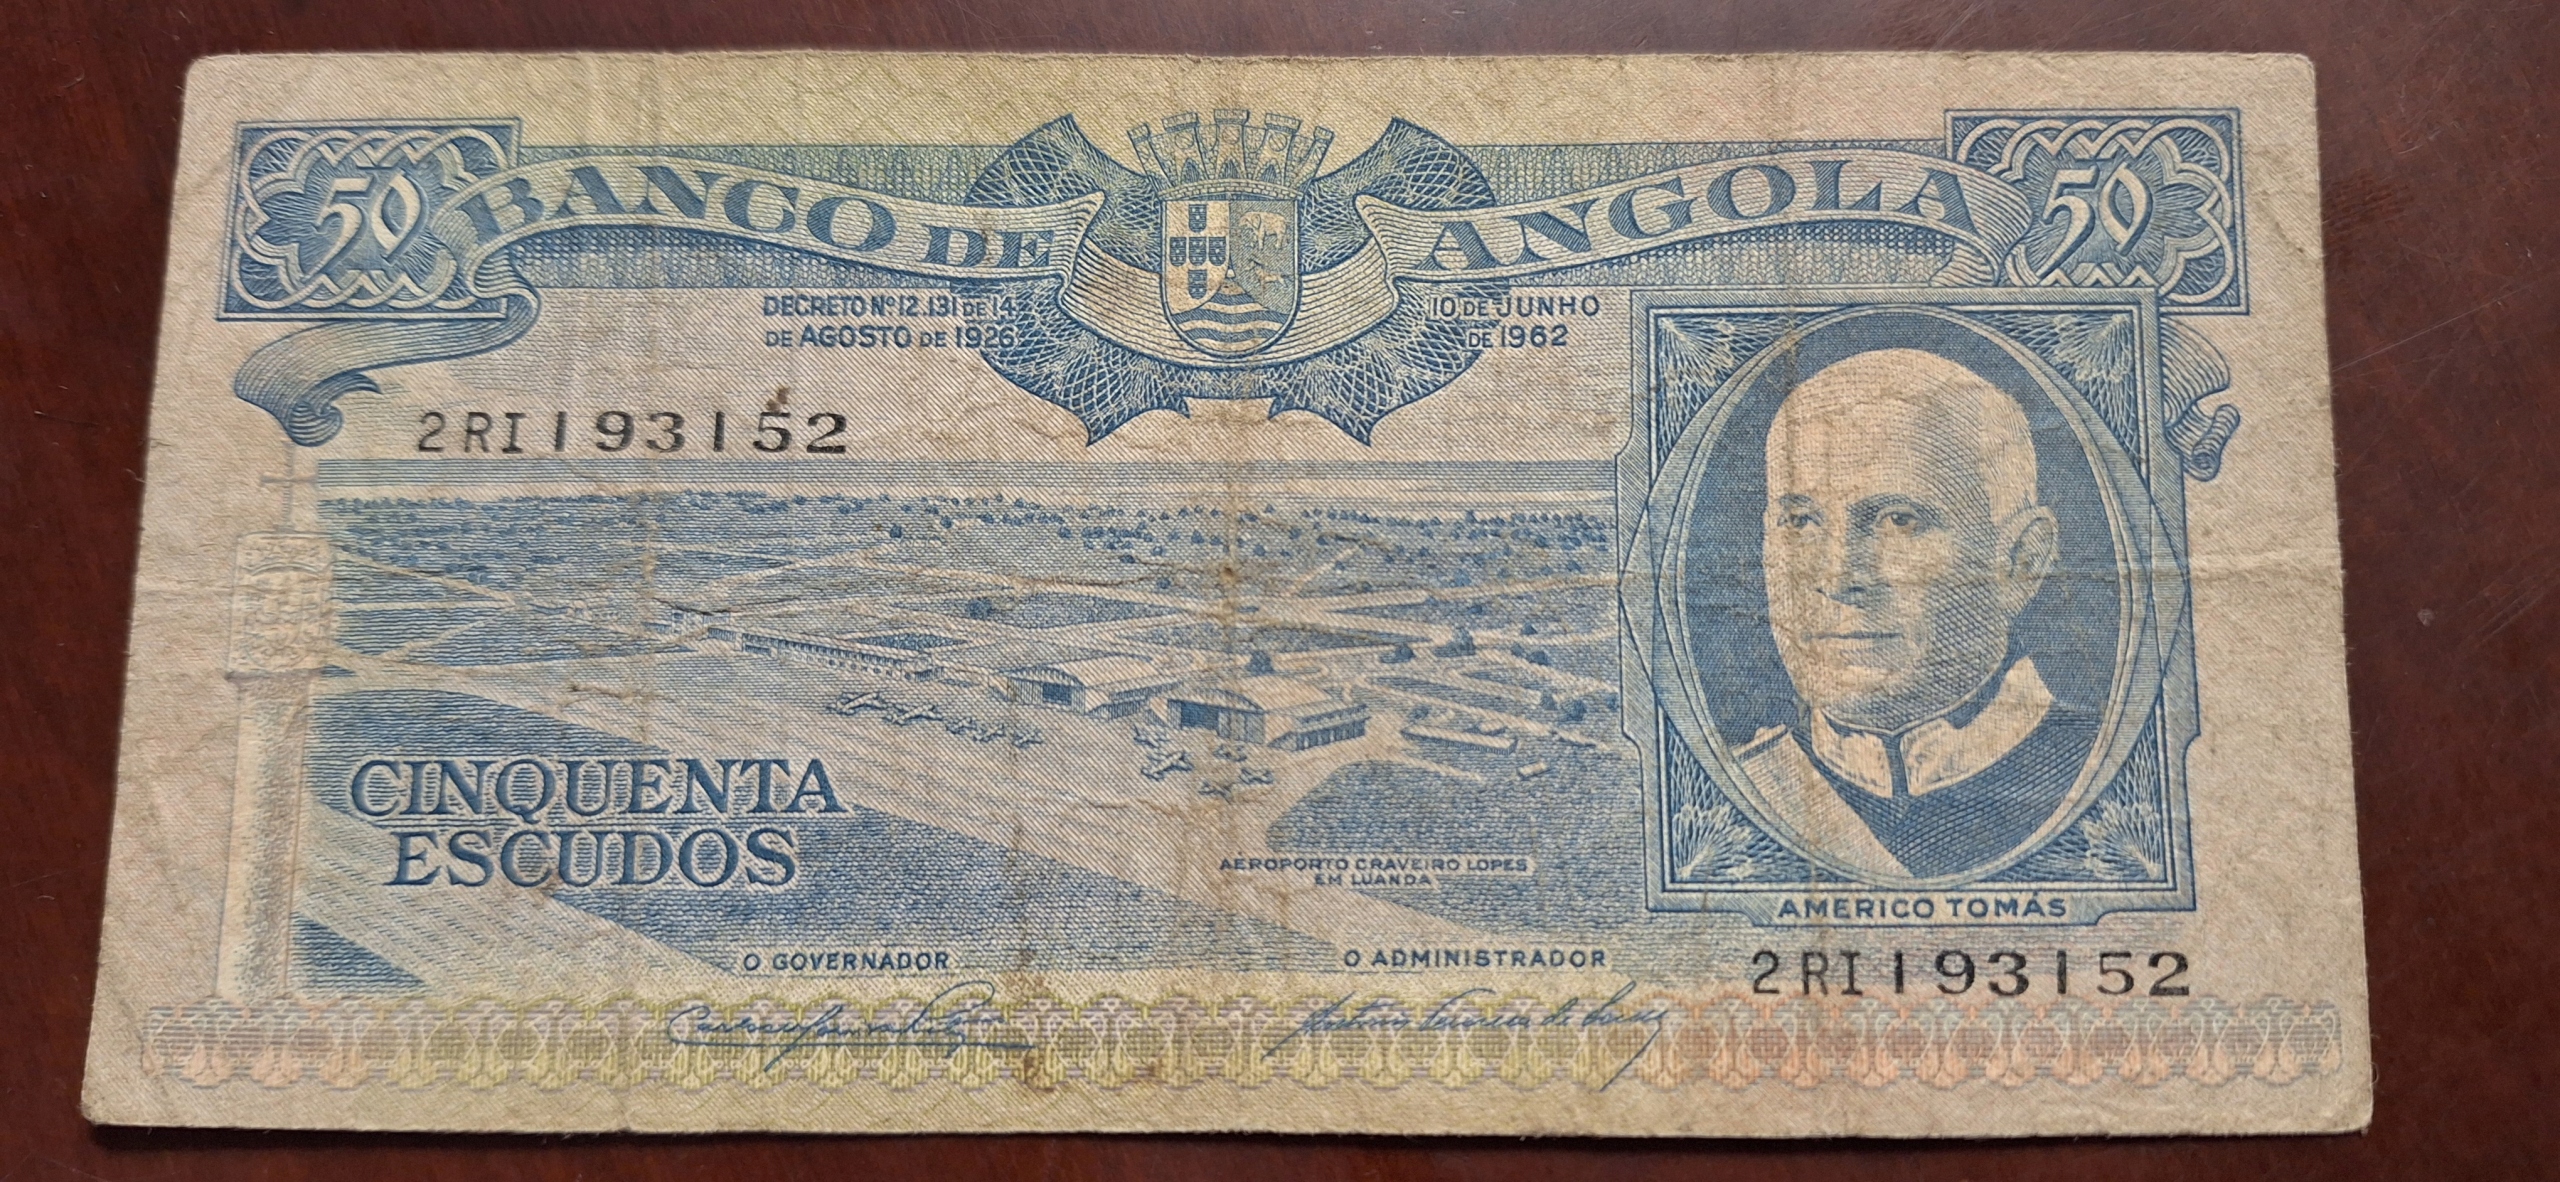 50 BANCO DE ANGOLA 50
DECRETO Nº 12.131 DE 14
DE AGOSTO DE 1926
10 DE JUNHO
DE 1962
2RI193152
CINQUENTA
ESCUDOS
AEROPORTO CRAVEIRO LOPES
EM LUANDA
AMERICO TOMÁS
O GOVERNADOR
O ADMINISTRADOR
2RI193152